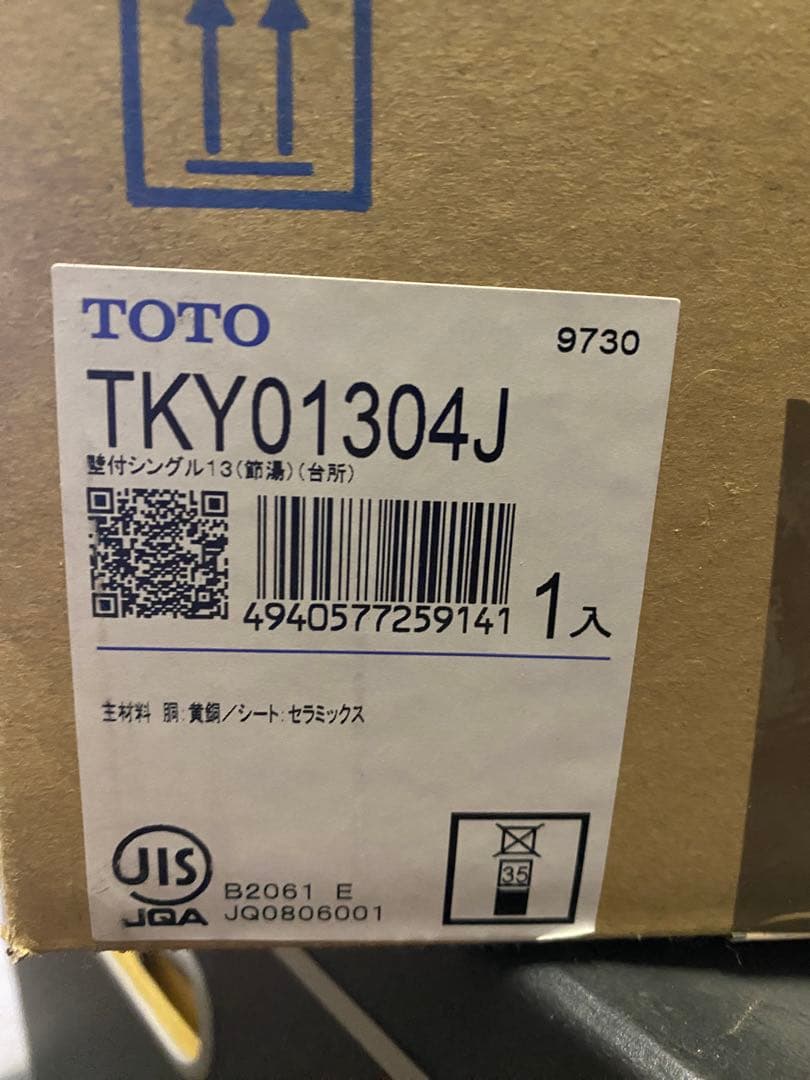 TOTO
9730
TKY01304J
壁付シングル13(節湯)(台所)
4940577259141
1入
主材料 胴:黄銅/シート:セラミックス
JIS
JQA
B2061 E
JQ0806001
35